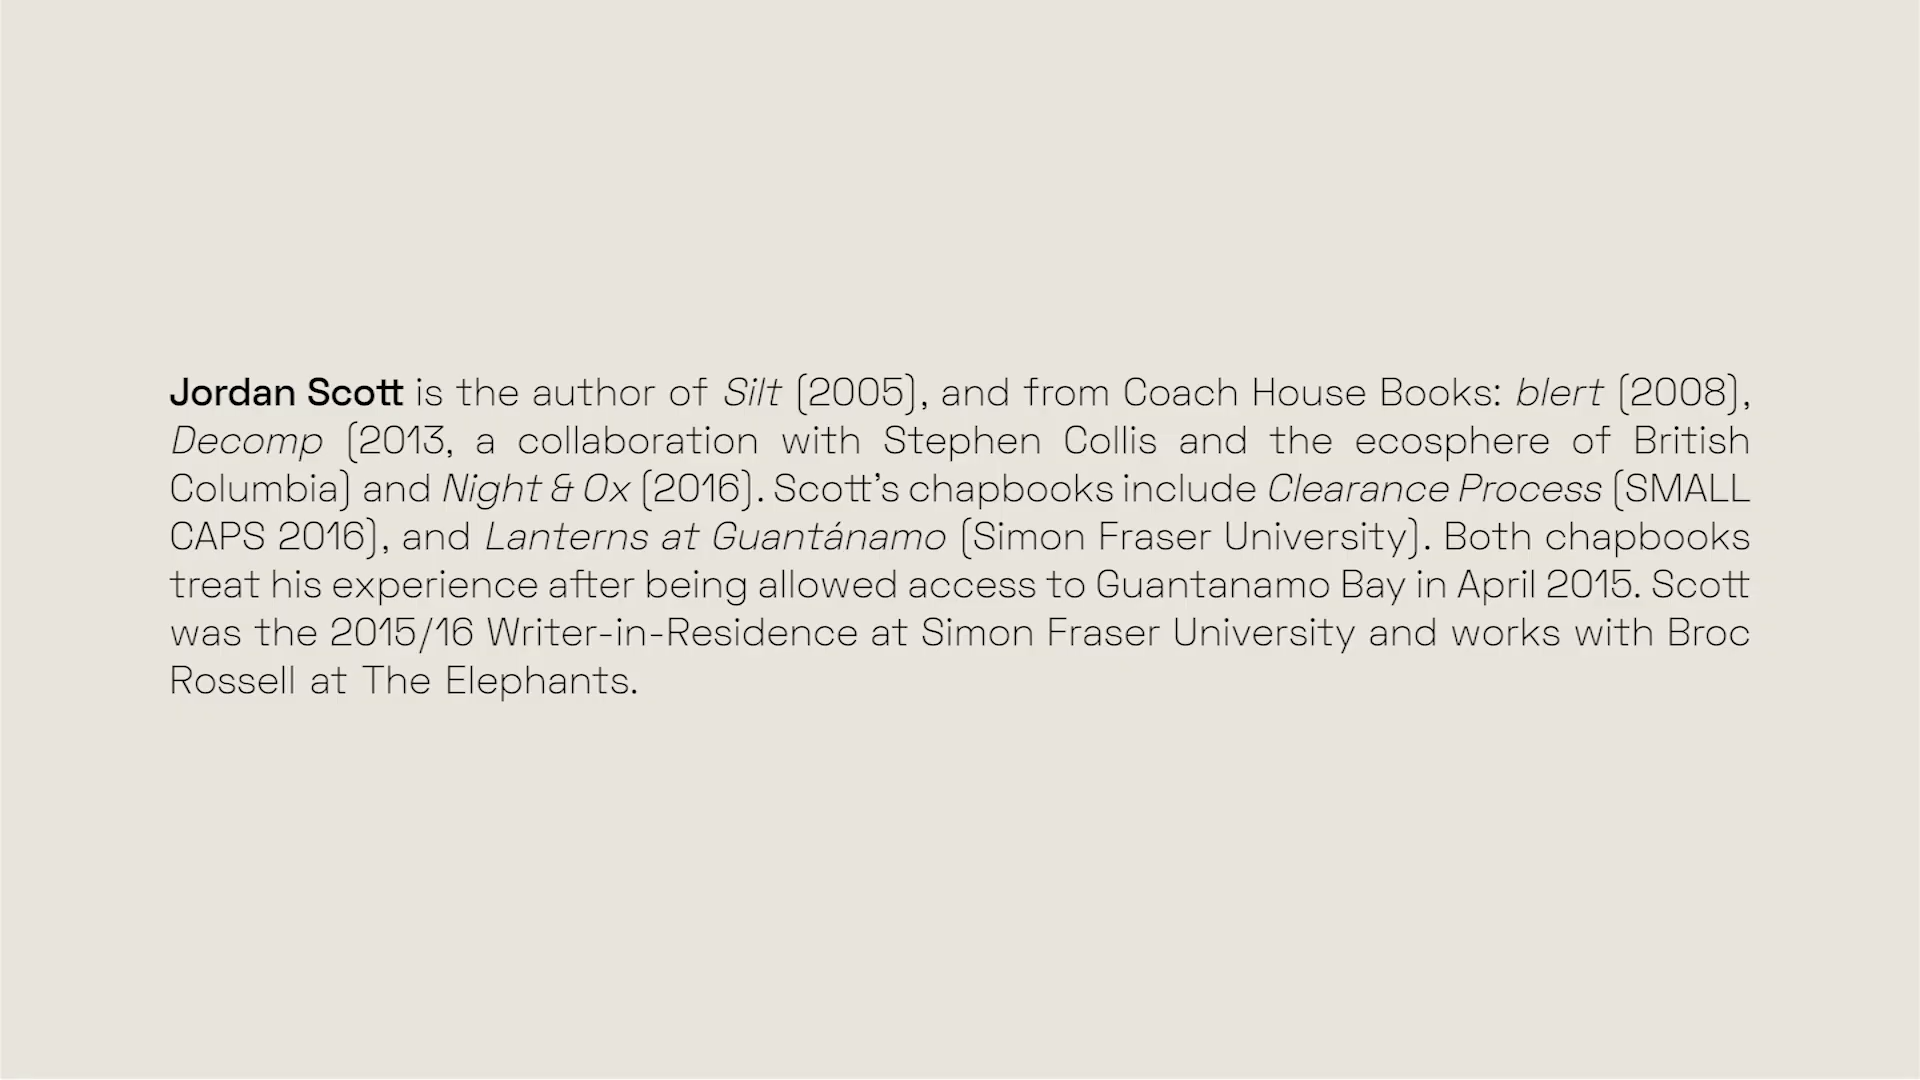 Jordan Scott is the author of Silt (2005), and from Coach House Books: blert (2008),
Decomp (2013, a collaboration with Stephen Collis and the ecosphere of British
Columbia) and Night & Ox (2016). Scott’s chapbooks include Clearance Process (SMALL
CAPS 2016), and Lanterns at Guantánamo (Simon Fraser University). Both chapbooks
treat his experience after being allowed access to Guantanamo Bay in April 2015. Scott
was the 2015/16 Writer-in-Residence at Simon Fraser University and works with Broc
Rossell at The Elephants.